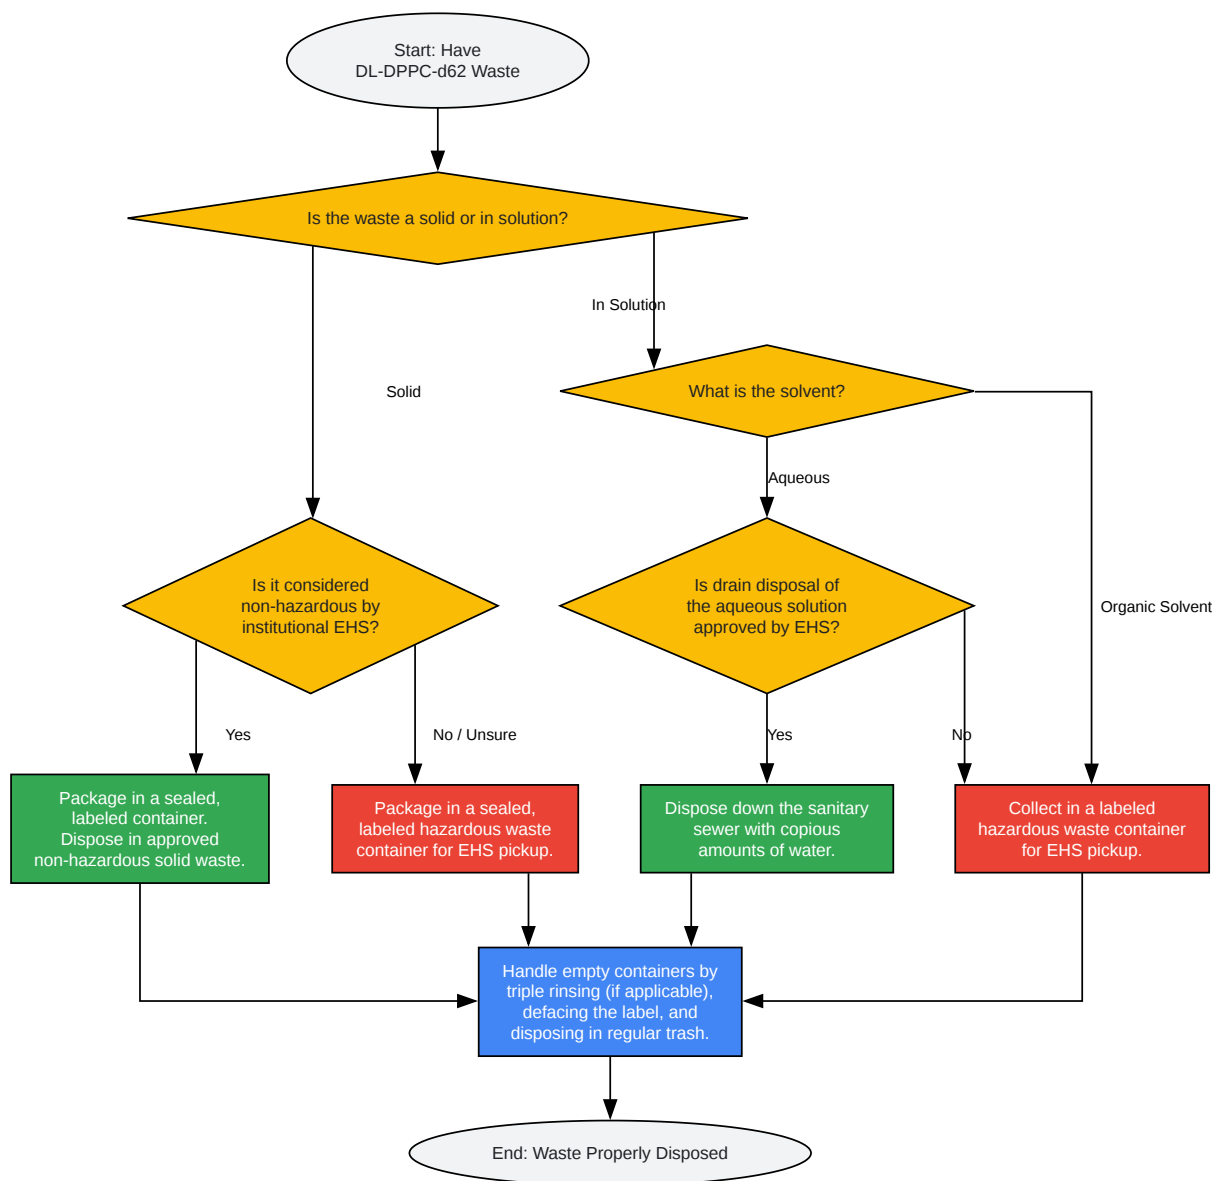 Start: Have
DL-DPPC-d62 Waste
Is the waste a solid or in solution?
In Solution
Solid
What is the solvent?
Aqueous
Is it considered
non-hazardous by
institutional EHS?
Is drain disposal of
the aqueous solution
approved by EHS?
Organic Solvent
Yes
No / Unsure
Yes
No
Package in a sealed,
labeled container.
Dispose in approved
non-hazardous solid waste.
Package in a sealed,
labeled hazardous waste
container for EHS pickup.
Dispose down the sanitary
sewer with copious
amounts of water.
Collect in a labeled
hazardous waste container
for EHS pickup.
Handle empty containers by
triple rinsing (if applicable),
defacing the label, and
disposing in regular trash.
End: Waste Properly Disposed